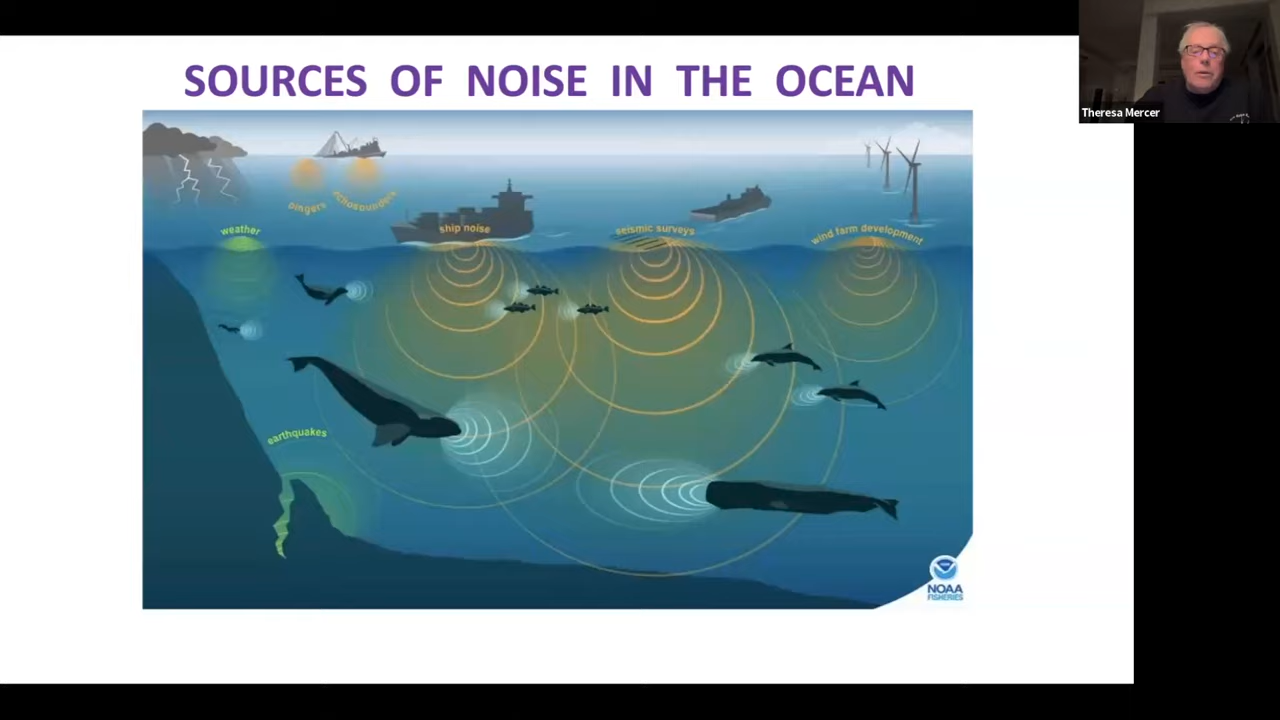 SOURCES OF NOISE IN THE OCEAN
Theresa Mercer
pingers
echosounders
weather
ship noise
seismic surveys
wind farm development
earthquakes
NOAA
FISHERIES